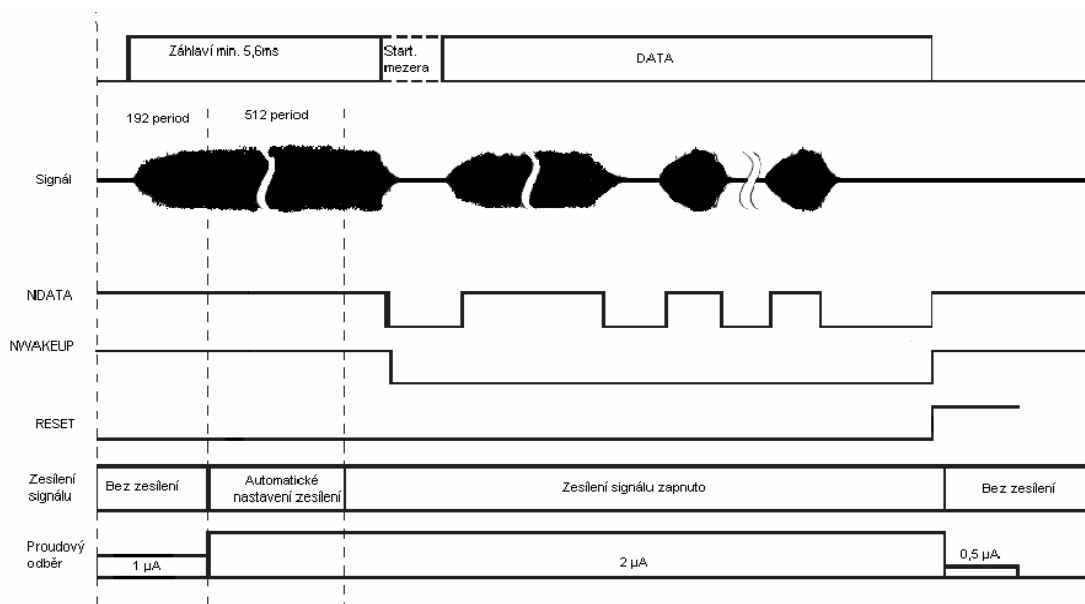 Záhlaví min. 5,6ms
Start.
mezera
DATA
192 period
512 period
Signál
NDATA
NWAKEUP
RESET
Zesílení
signálu
Bez zesílení
Automatické
nastavení zesílení
Zesílení signálu zapnuto
Bez zesílení
Proudový
odběr
1 µA
2 µA
0,5 µA